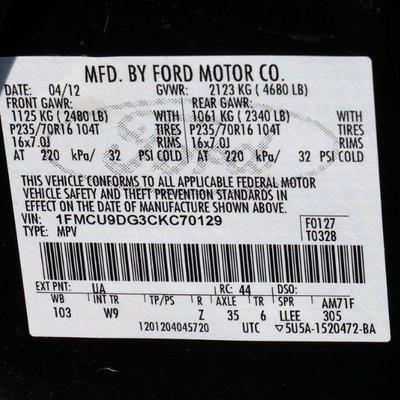 MFD. BY FORD MOTOR CO.
DATE: 04/12 GVWR: 2123 KG ( 4680 LB)
FRONT GAWR: REAR GAWR:
1125 KG ( 2480 LB) WITH 1061 KG ( 2340 LB) WITH
P235/70R16 104T TIRES P235/70R16 104T TIRES
16x7.0J RIMS 16x7.0J RIMS
AT 220 kPa/ 32 PSI COLD AT 220 kPa/ 32 PSI COLD
THIS VEHICLE CONFORMS TO ALL APPLICABLE FEDERAL MOTOR
VEHICLE SAFETY AND THEFT PREVENTION STANDARDS IN
EFFECT ON THE DATE OF MANUFACTURE SHOWN ABOVE.
VIN: 1FMCU9DG3CKC70129 F0127
TYPE: MPV T0328
EXT PNT: UA RC: 44 DSO:
WB INT TR TP/PS R AXLE TR SPR AM71F
103 W9 Z 35 6 LLEE 305
1201204045720 UTC 5U5A-1520472-BA